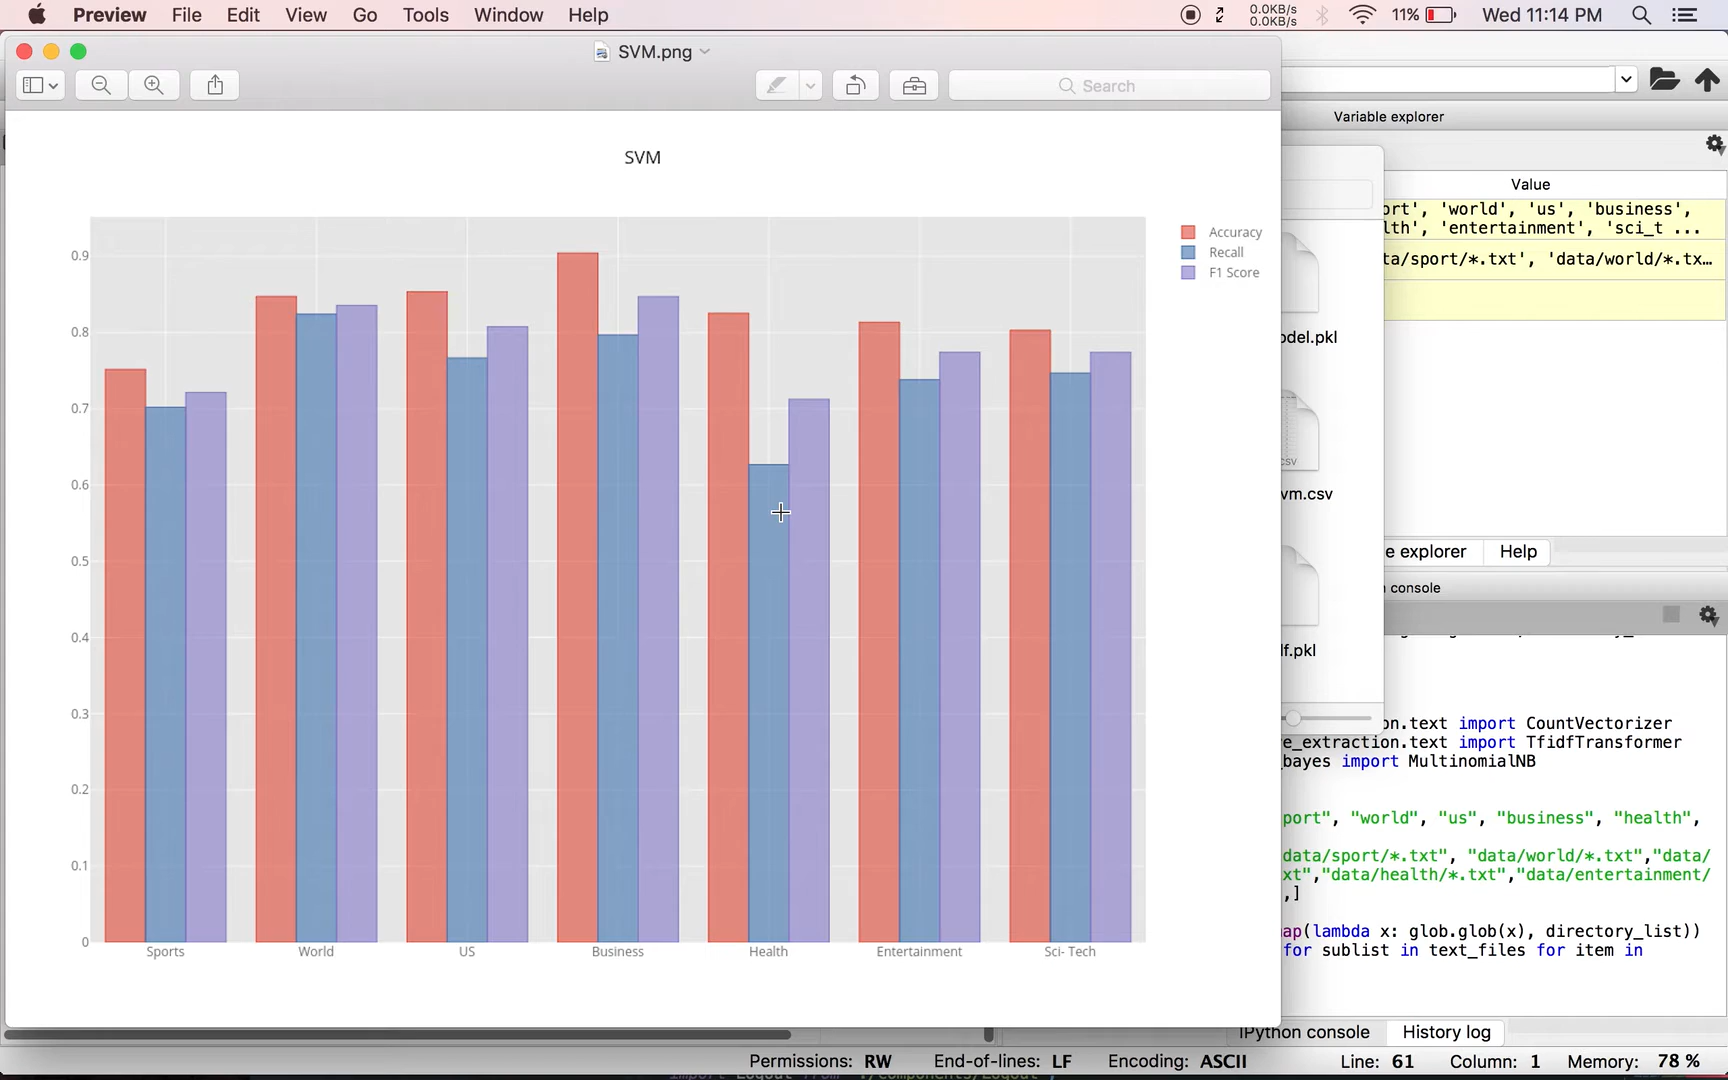 Preview File Edit View Go Tools Window Help 0.0KB/s 11% Wed 11:14 PM
0.0KB/s
SVM.png
Search
Variable explorer
SVM
Value
ort', 'world', 'us', 'business',
lth', 'entertainment', 'sci_t ...
ta/sport/*.txt', 'data/world/*.tx…
Accuracy
Recall
F1 Score
0.9
0.8
0.7
0.6
0.5
0.4
0.3
0.2
0.1
0
Sports World US Business Health Entertainment Sci- Tech
odel.pkl
csv
vm.csv
lf.pkl
e explorer Help
console
on.text import CountVectorizer
e_extraction.text import TfidfTransformer
bayes import MultinomialNB
port", "world", "us", "business", "health",
data/sport/*.txt", "data/world/*.txt","data/
xt","data/health/*.txt","data/entertainment/
,]
ap(lambda x: glob.glob(x), directory_list))
for sublist in text_files for item in
IPython console History log
Permissions: RW End-of-lines: LF Encoding: ASCII Line: 61 Column: 1 Memory: 78 %